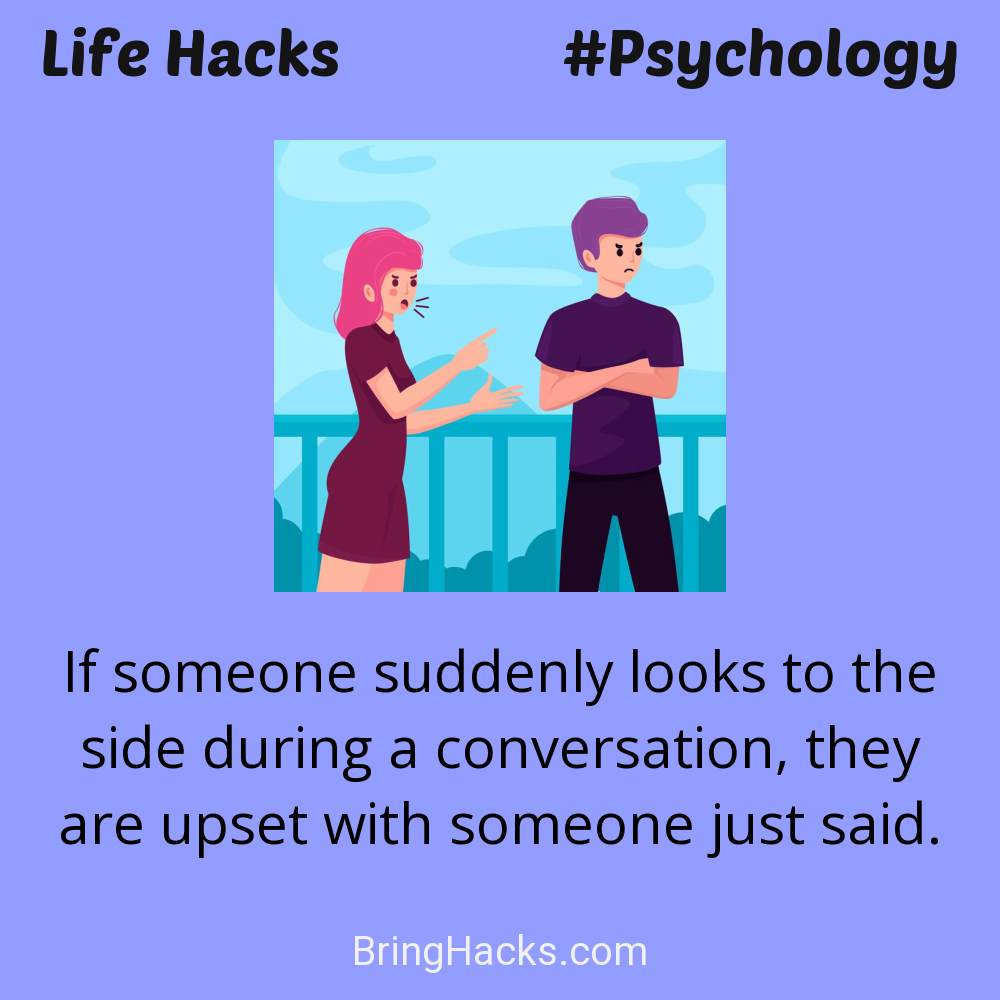 Life Hacks #Psychology
If someone suddenly looks to the
side during a conversation, they
are upset with someone just said.
BringHacks.com